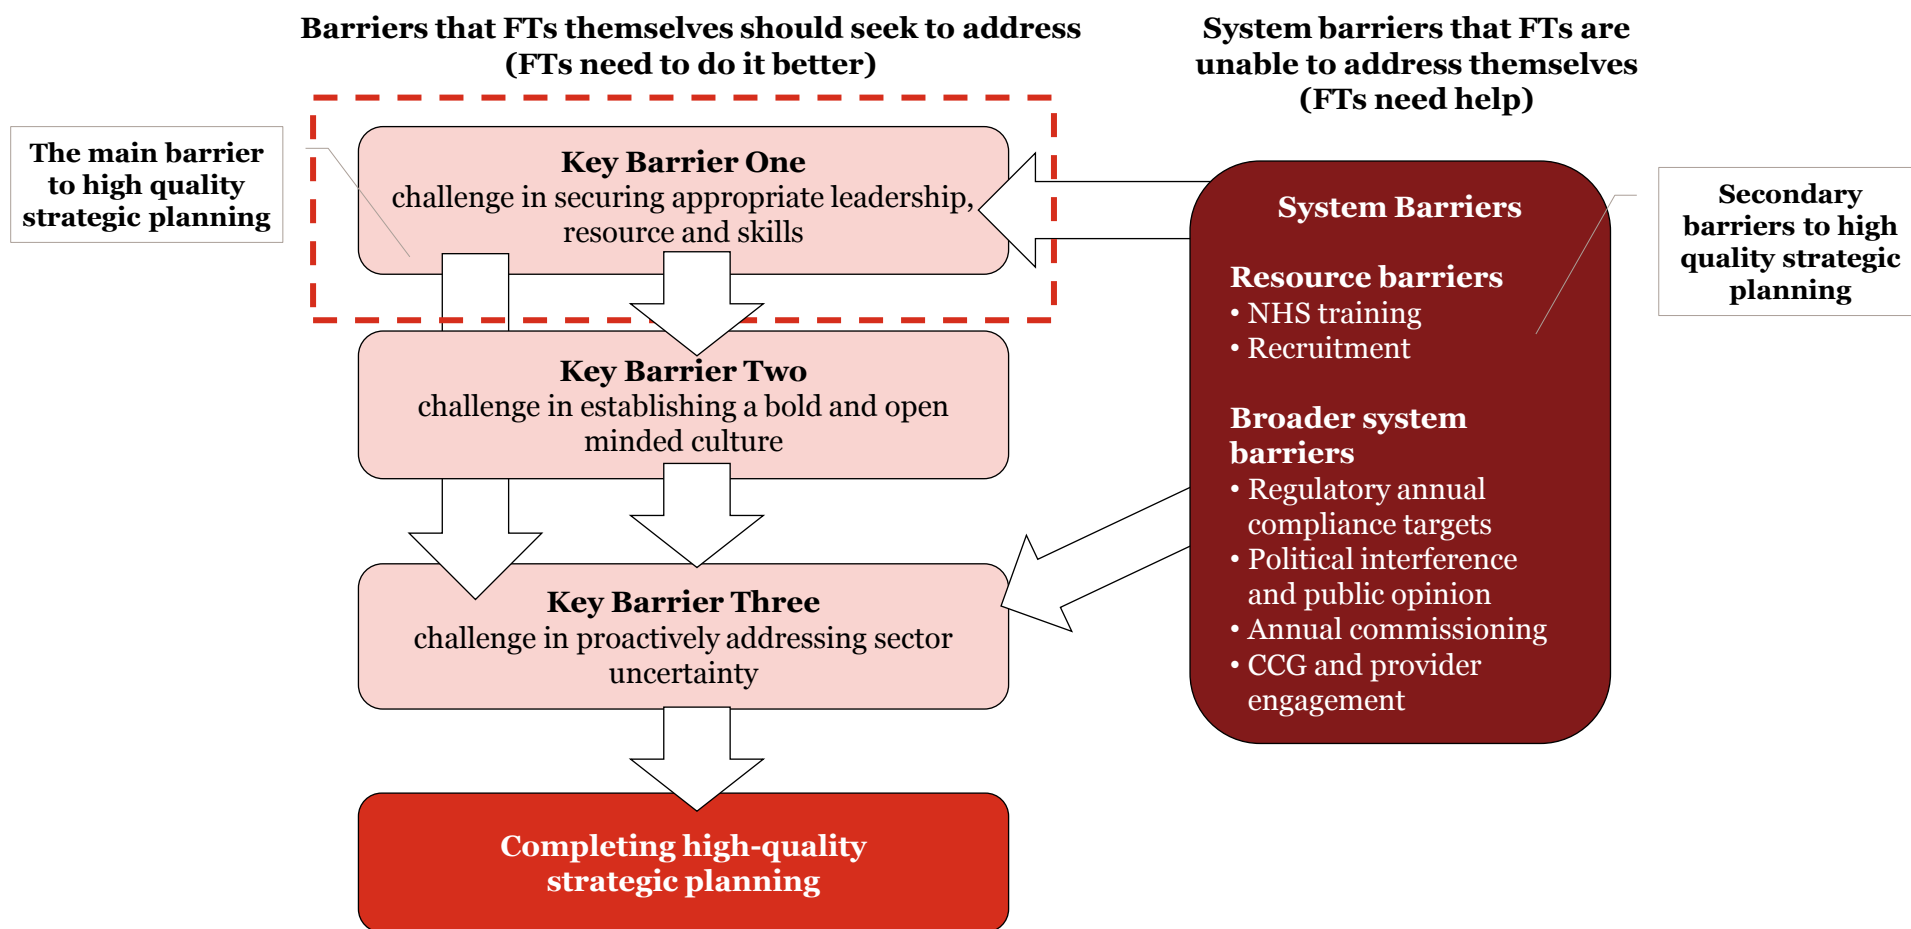 Barriers that FTs themselves should seek to address
(FTs need to do it better)
System barriers that FTs are
unable to address themselves
(FTs need help)
The main barrier
to high quality
strategic planning
Key Barrier One
challenge in securing appropriate leadership,
resource and skills
Key Barrier Two
challenge in establishing a bold and open
minded culture
Key Barrier Three
challenge in proactively addressing sector
uncertainty
Completing high-quality
strategic planning
System Barriers
Resource barriers
• NHS training
• Recruitment
Broader system
barriers
• Regulatory annual
compliance targets
• Political interference
and public opinion
• Annual commissioning
• CCG and provider
engagement
Secondary
barriers to high
quality strategic
planning